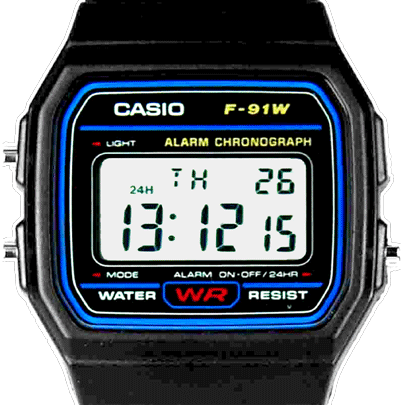 CASIO F-91W
LIGHT ALARM CHRONOGRAPH
24H TH 26
13:12 15
MODE ALARM ON·OFF/24HR
WATER WR RESIST